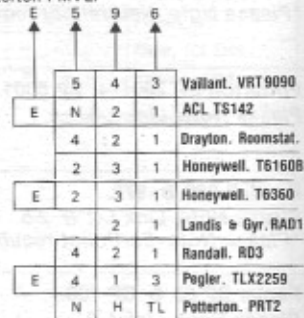 E 5 9 6
5 4 3 Vaillant. VRT9090
E N 2 1 ACL TS142
4 2 1 Drayton. Roomstat.
2 3 1 Honeywell. T6160B
E 2 3 1 Honeywell. T6360
2 1 Landis & Gyr. RAD1
4 2 1 Randall. RD3
E 4 1 3 Pegler. TLX2259
N H TL Potterton. PRT2